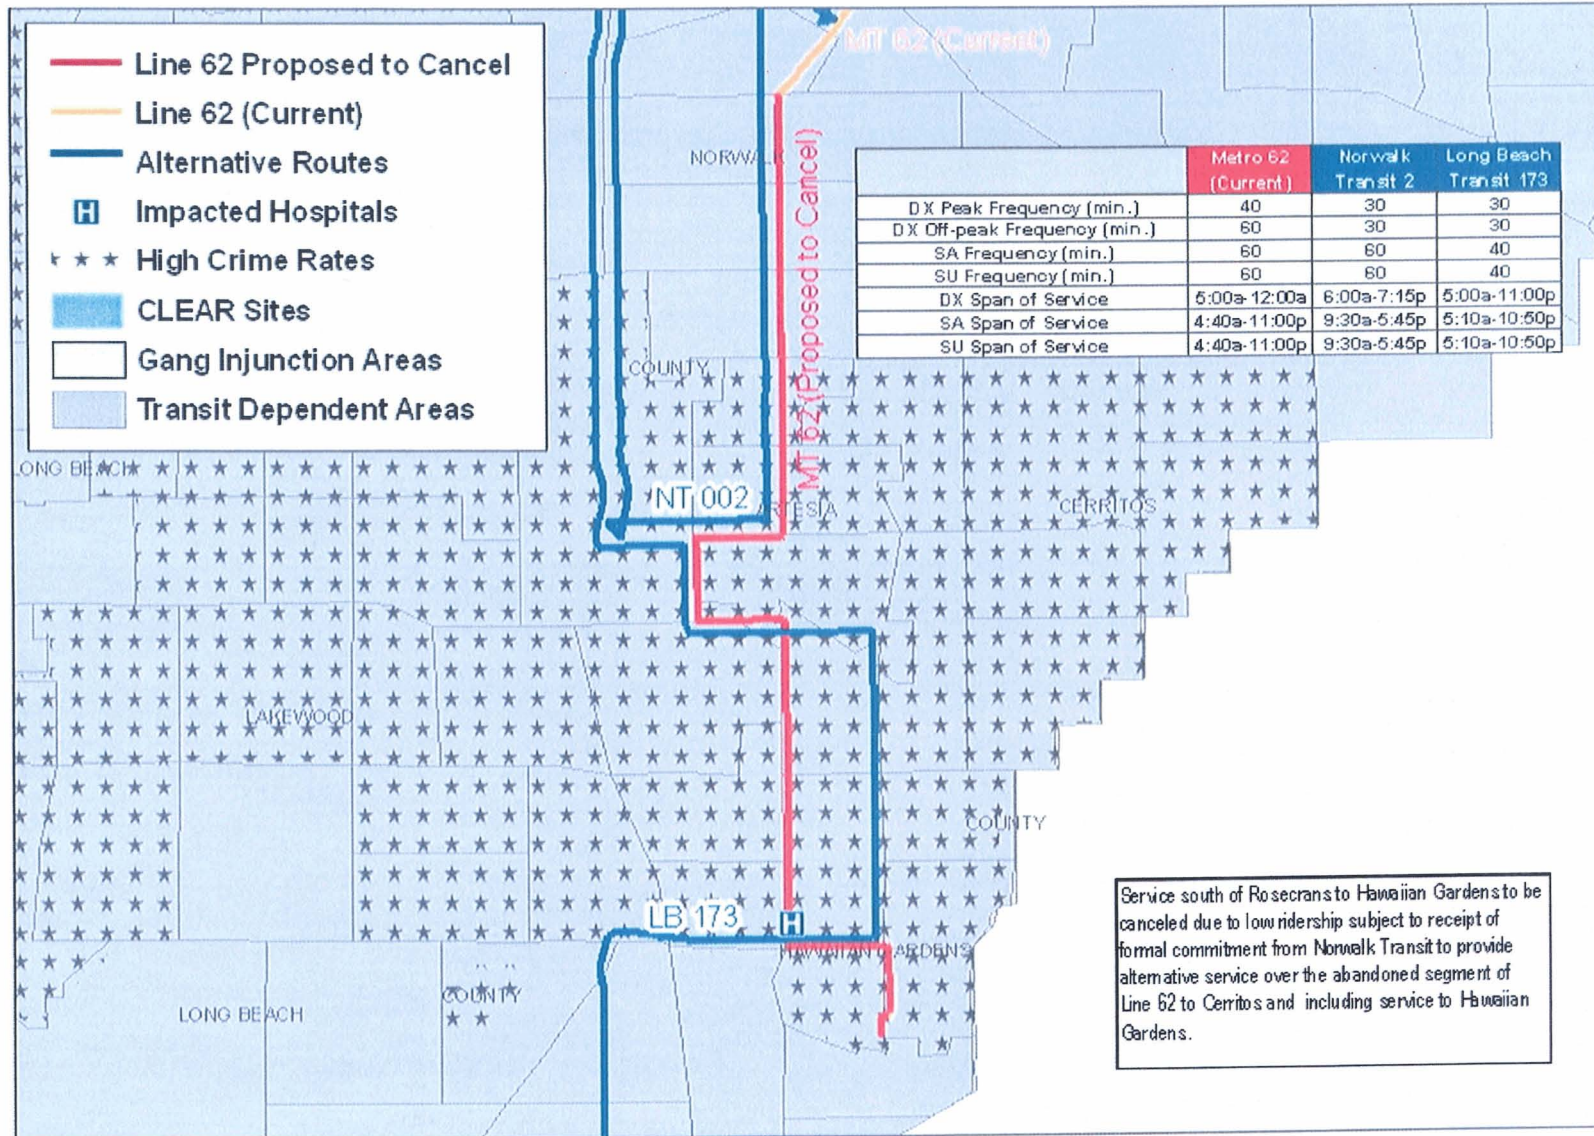 MT 62 (Current)
Line 62 Proposed to Cancel
Line 62 (Current)
Alternative Routes
H Impacted Hospitals
High Crime Rates
CLEAR Sites
Gang Injunction Areas
Transit Dependent Areas
NORWALK
MT 62 (Proposed to Cancel)
Metro 62 (Current) Norwalk Transit 2 Long Beach Transit 173
DX Peak Frequency (min.) 40 30 30
DX Off-peak Frequency (min.) 60 30 30
SA Frequency (min.) 60 60 40
SU Frequency (min.) 60 60 40
DX Span of Service 5:00a-12:00a 6:00a-7:15p 5:00a-11:00p
SA Span of Service 4:40a-11:00p 9:30a-5:45p 5:10a-10:50p
SU Span of Service 4:40a-11:00p 9:30a-5:45p 5:10a-10:50p
COUNTY
LONG BEACH
NT 002
ARTESIA
CERRITOS
LAKEWOOD
COUNTY
LB 173
H
HAWAIIAN GARDENS
COUNTY
LONG BEACH
Service south of Rosecrans to Hawaiian Gardens to be
canceled due to low ridership subject to receipt of
formal commitment from Norwalk Transit to provide
alternative service over the abandoned segment of
Line 62 to Cerritos and including service to Hawaiian
Gardens.